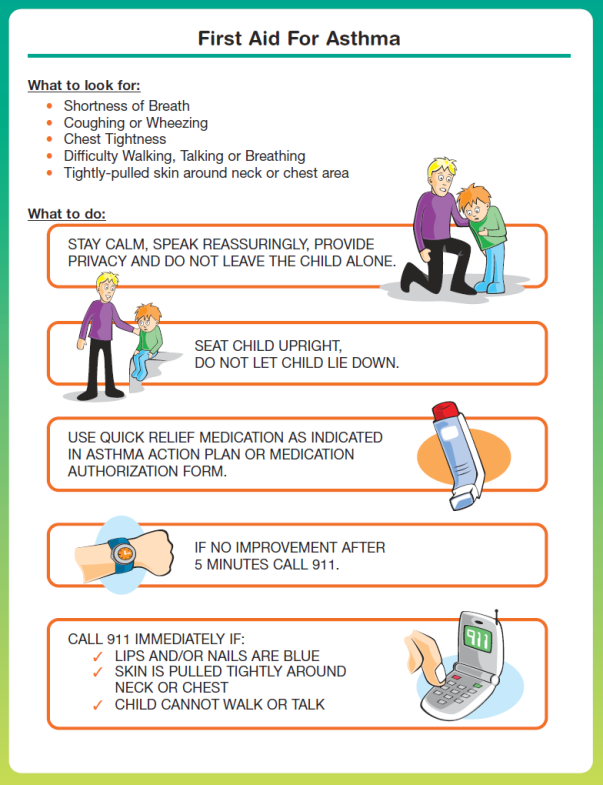 First Aid For Asthma
What to look for:
• Shortness of Breath
• Coughing or Wheezing
• Chest Tightness
• Difficulty Walking, Talking or Breathing
• Tightly-pulled skin around neck or chest area
What to do:
STAY CALM, SPEAK REASSURINGLY, PROVIDE
PRIVACY AND DO NOT LEAVE THE CHILD ALONE.
SEAT CHILD UPRIGHT,
DO NOT LET CHILD LIE DOWN.
USE QUICK RELIEF MEDICATION AS INDICATED
IN ASTHMA ACTION PLAN OR MEDICATION
AUTHORIZATION FORM.
IF NO IMPROVEMENT AFTER
5 MINUTES CALL 911.
CALL 911 IMMEDIATELY IF:
✓ LIPS AND/OR NAILS ARE BLUE
✓ SKIN IS PULLED TIGHTLY AROUND
NECK OR CHEST
✓ CHILD CANNOT WALK OR TALK
911